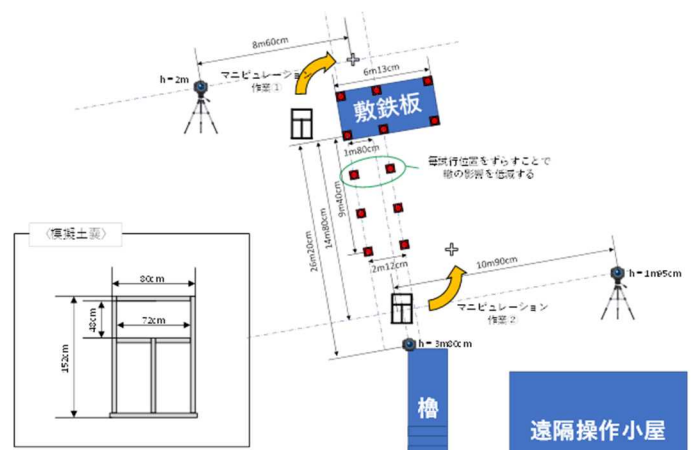 8m60cm
h=2m
マニピュレーション
作業1
6m13cm
敷鉄板
1m80cm
毎試行位置をずらすことで
轍の影響を低減する
9m40cm
14m80cm
26m20cm
2m12cm
10m90cm
h=1m95cm
マニピュレーション
作業2
h=3m80cm
〈模擬土嚢〉
80cm
48cm
72cm
152cm
櫓
遠隔操作小屋